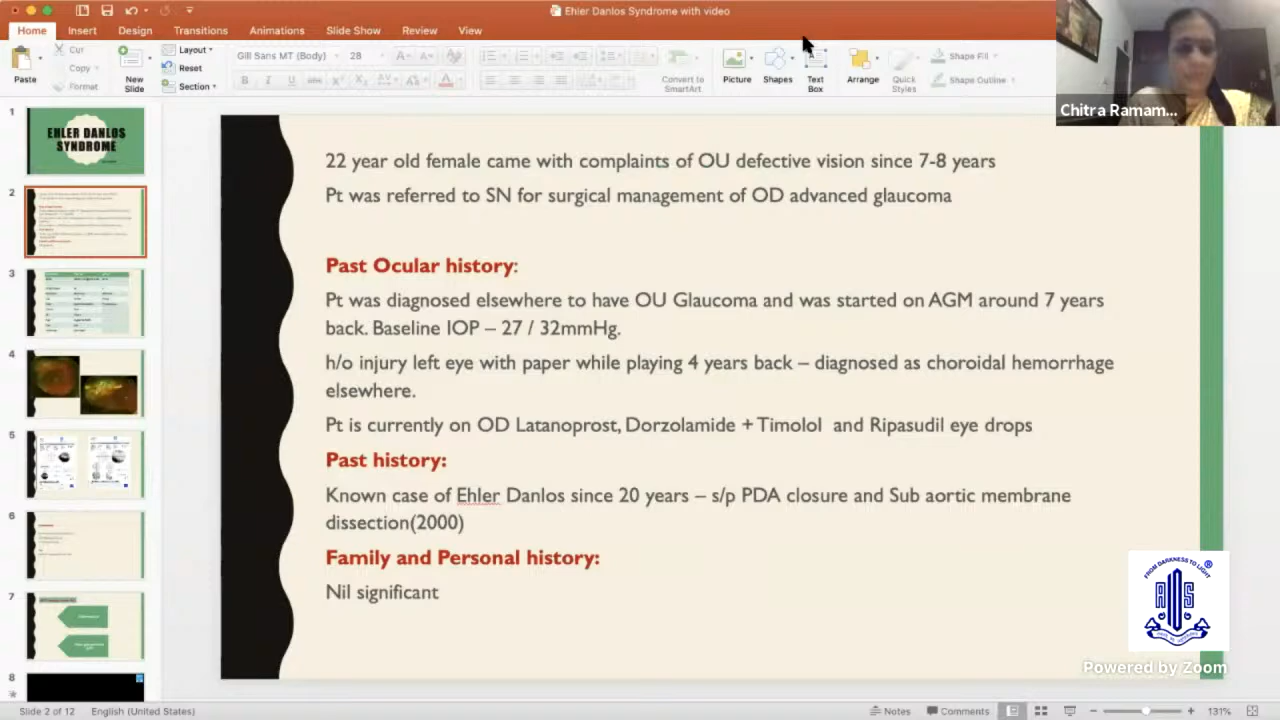 Ehler Danlos Syndrome with video
Home Insert Design Transitions Animations Slide Show Review View
Paste
Cut
Copy
Format
New Slide
Layout
Reset
Section
Gill Sans MT (Body) 28
Convert to SmartArt
Picture
Shapes
Text Box
Arrange
Quick Styles
Shape Fill
Shape Outline
Chitra Ramam...
1
EHLER DANLOS
SYNDROME
2
3
4
5
6
7
8
22 year old female came with complaints of OU defective vision since 7-8 years
Pt was referred to SN for surgical management of OD advanced glaucoma
Past Ocular history:
Pt was diagnosed elsewhere to have OU Glaucoma and was started on AGM around 7 years
back. Baseline IOP – 27 / 32mmHg.
h/o injury left eye with paper while playing 4 years back – diagnosed as choroidal hemorrhage
elsewhere.
Pt is currently on OD Latanoprost, Dorzolamide + Timolol and Ripasudil eye drops
Past history:
Known case of Ehler Danlos since 20 years – s/p PDA closure and Sub aortic membrane
dissection(2000)
Family and Personal history:
Nil significant
FROM DARKNESS TO LIGHT
Powered by Zoom
Slide 2 of 12 English (United States) Notes Comments 131%